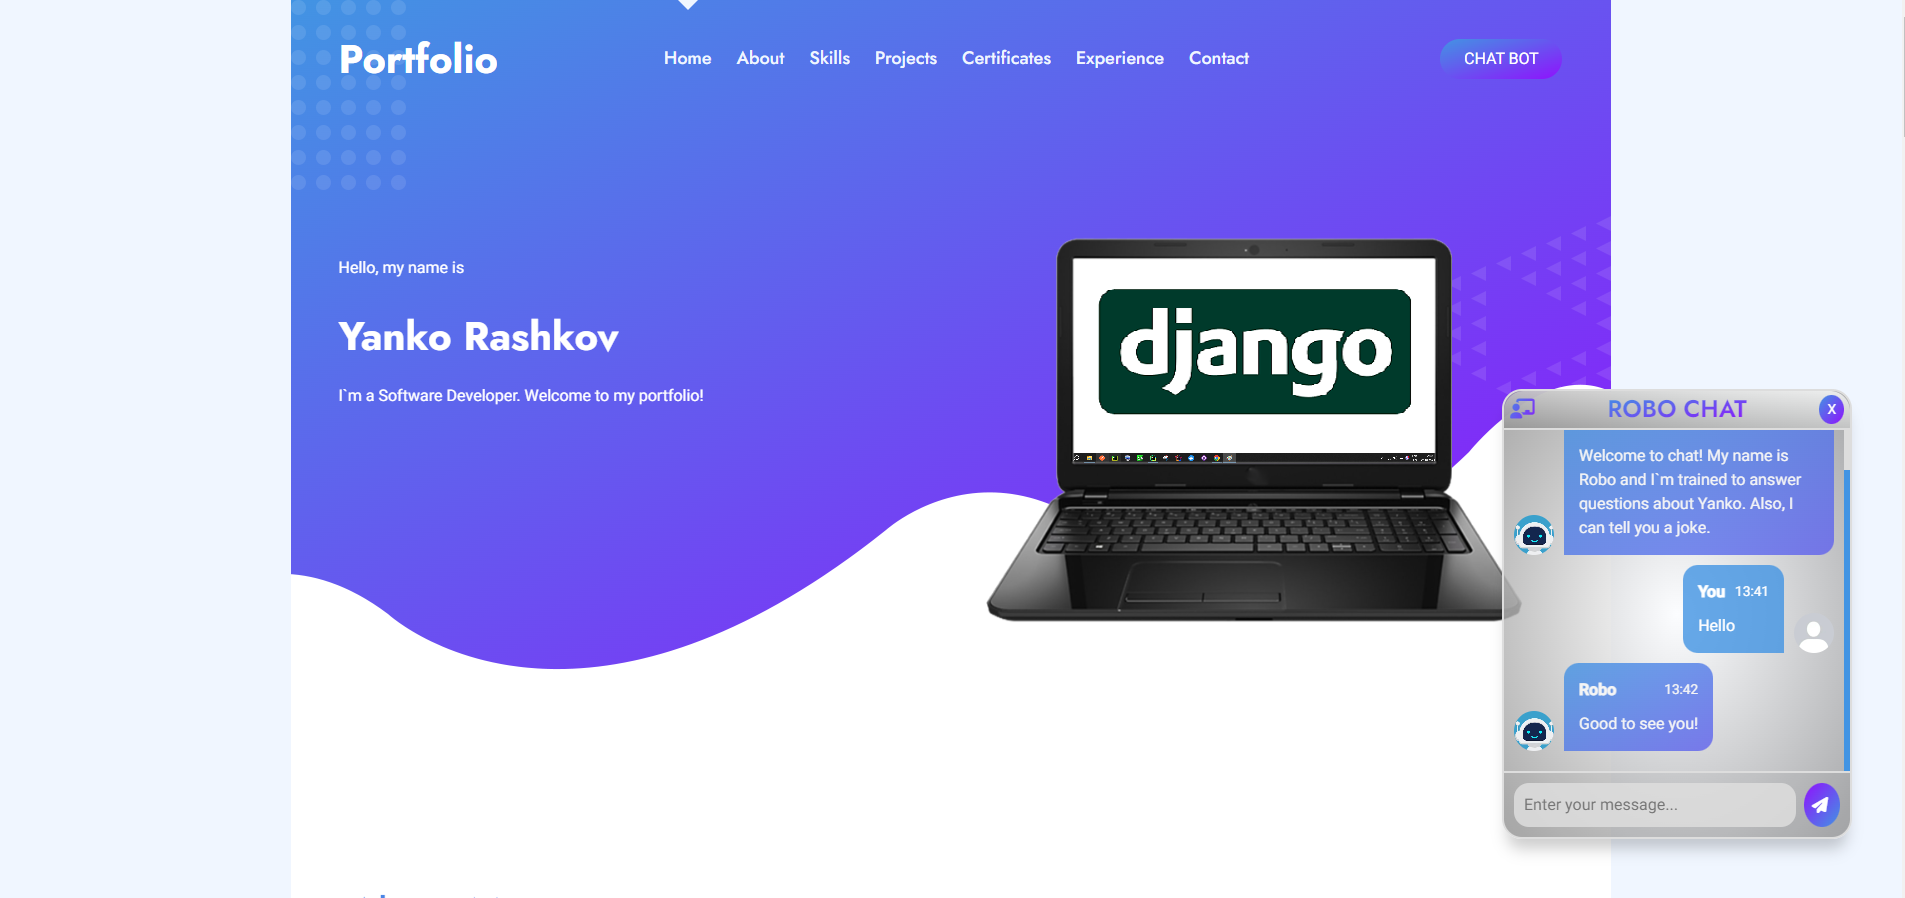 Portfolio
Home About Skills Projects Certificates Experience Contact
CHAT BOT
Hello, my name is
Yanko Rashkov
I`m a Software Developer. Welcome to my portfolio!
django
ROBO CHAT
X
Welcome to chat! My name is
Robo and I`m trained to answer
questions about Yanko. Also, I
can tell you a joke.
You 13:41
Hello
Robo 13:42
Good to see you!
Enter your message...